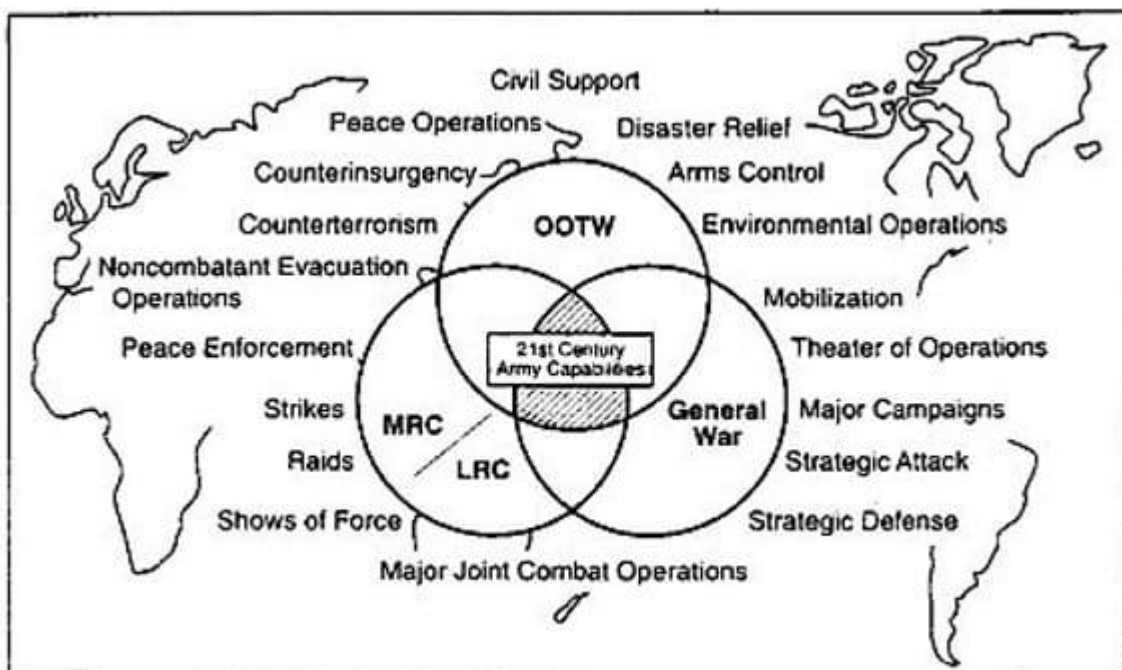 Civil Support
Peace Operations
Disaster Relief
Counterinsurgency
Arms Control
Counterterrorism
OOTW
Environmental Operations
Noncombatant Evacuation
Operations
Mobilization
21st Century
Army Capabilities
Peace Enforcement
Theater of Operations
Strikes
MRC
General
War
Major Campaigns
Raids
LRC
Strategic Attack
Shows of Force
Strategic Defense
Major Joint Combat Operations